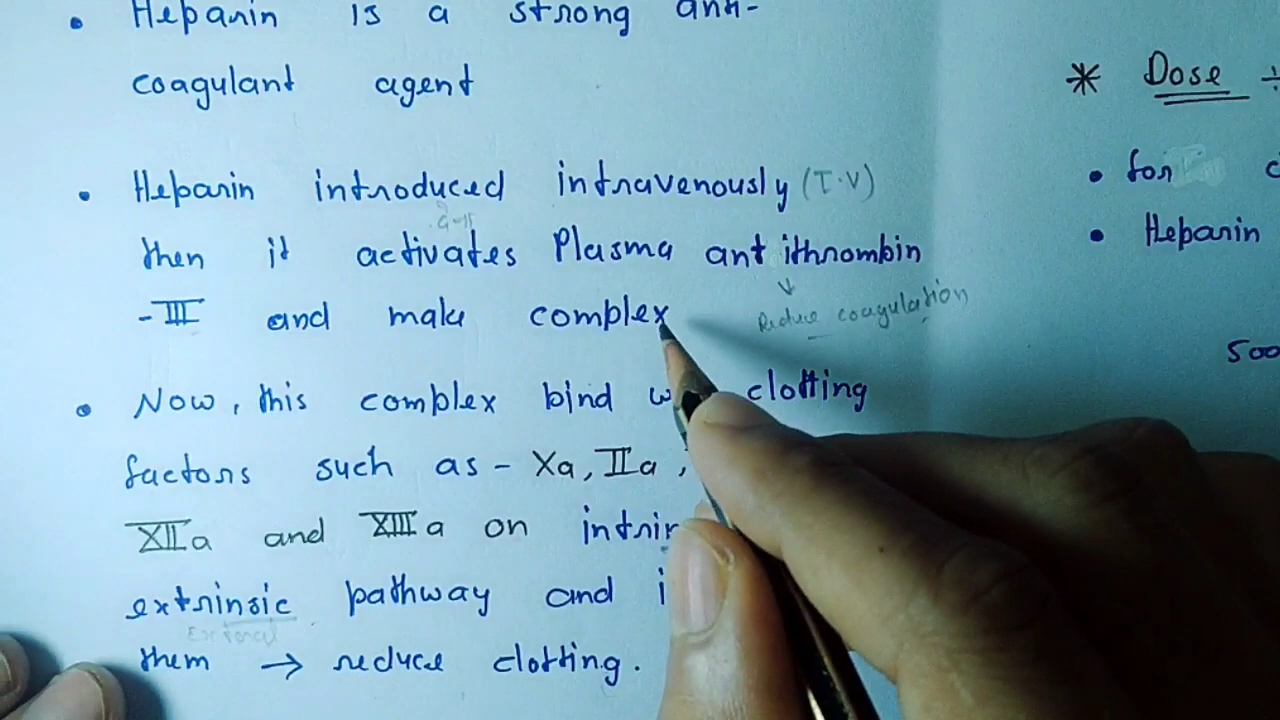 • Heparin is a strong anti-
coagulant agent
• Heparin introduced intravenously (I.V)
then it activates Plasma antithrombin
-III and make complex
Reduce coagulation
• Now, this complex bind w clotting
factors such as - Xa, IIa,
XIIa and XIIIa on intrin
extrinsic pathway and i
External
them → reduce clotting.
* Dose ÷
• for
• Heparin
500